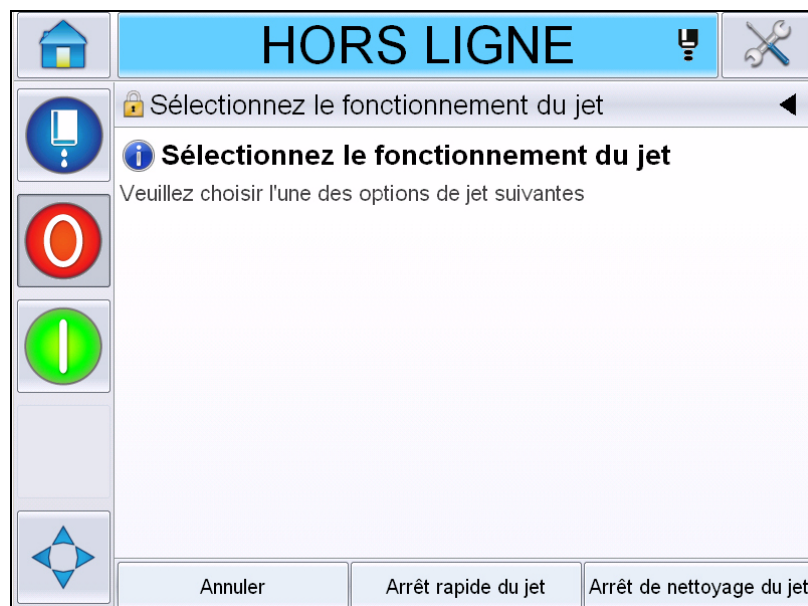 HORS LIGNE
Sélectionnez le fonctionnement du jet
Sélectionnez le fonctionnement du jet
Veuillez choisir l'une des options de jet suivantes
Annuler
Arrêt rapide du jet
Arrêt de nettoyage du jet